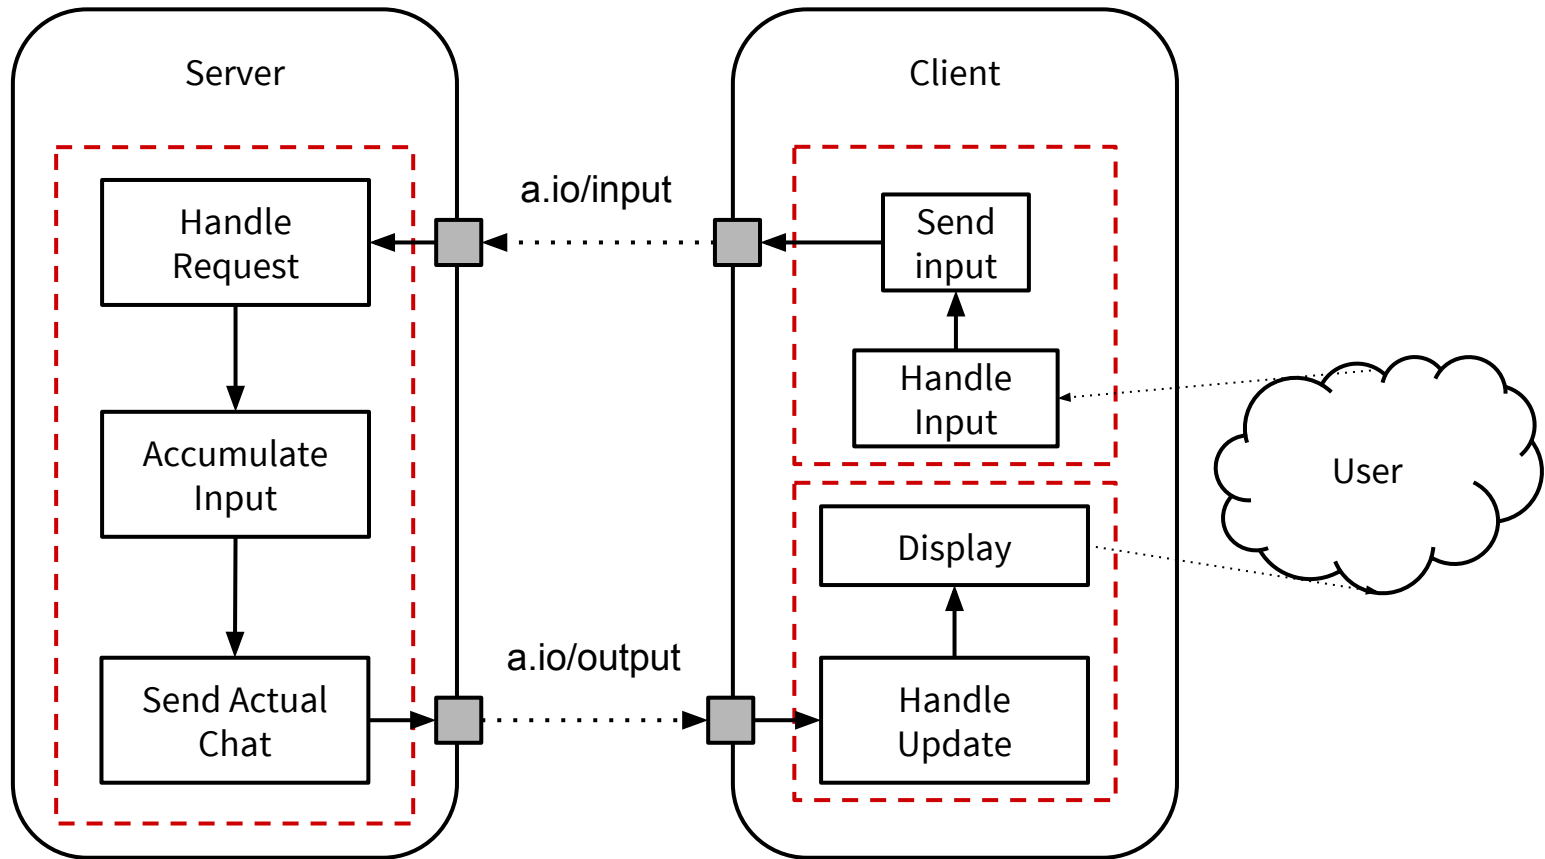 Server
Handle
Request
Accumulate
Input
Send Actual
Chat
a.io/input
a.io/output
Client
Send
input
Handle
Input
Display
Handle
Update
User